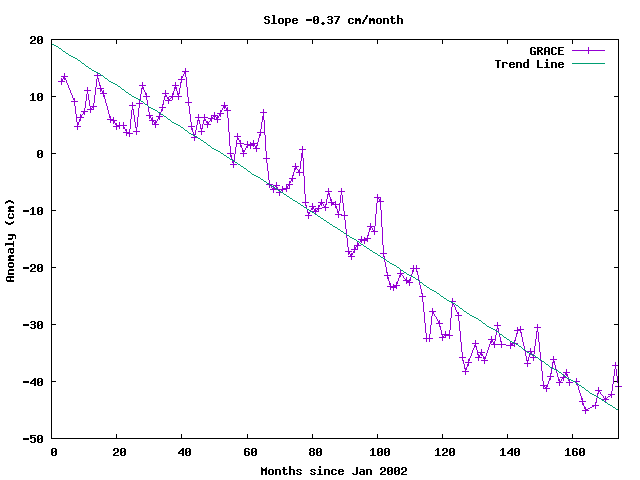 Slope -0.37 cm/month
GRACE
Trend Line
20
10
0
-10
-20
-30
-40
-50
Anomaly (cm)
0 20 40 60 80 100 120 140 160
Months since Jan 2002